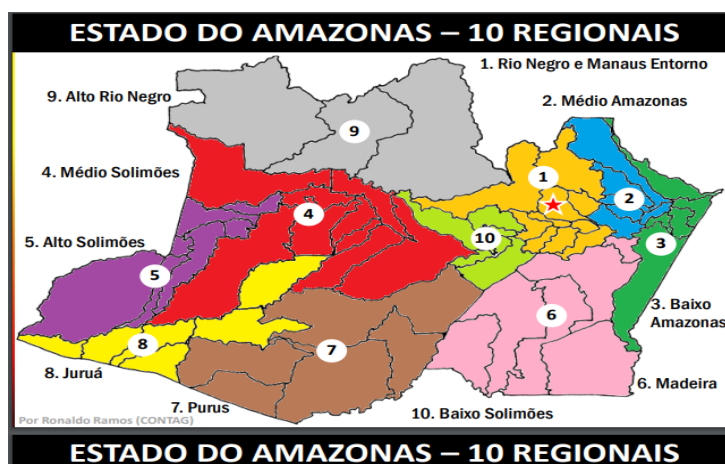 ESTADO DO AMAZONAS – 10 REGIONAIS
1. Rio Negro e Manaus Entorno
9. Alto Rio Negro
2. Médio Amazonas
9
4. Médio Solimões
1
2
4
5. Alto Solimões
10
3
5
3. Baixo
Amazonas
6
8
7
8. Juruá
6. Madeira
7. Purus
10. Baixo Solimões
Por Ronaldo Ramos (CONTAG)
ESTADO DO AMAZONAS – 10 REGIONAIS